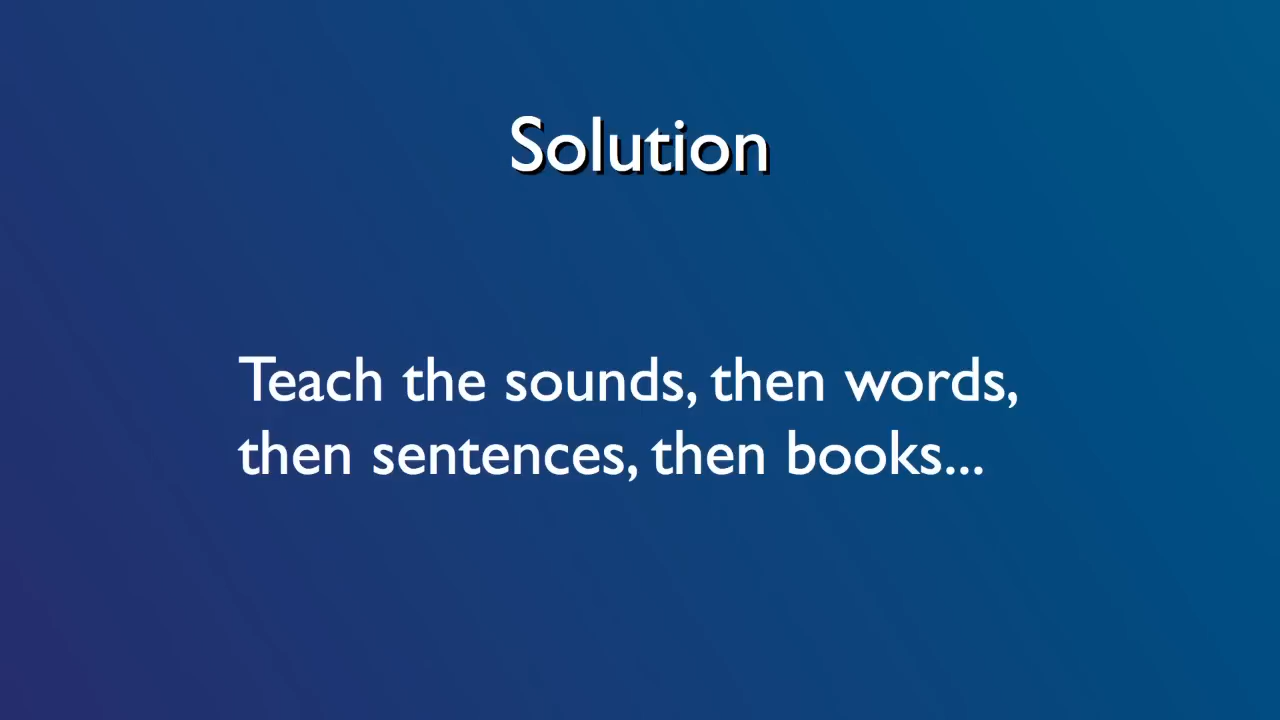 Solution
Teach the sounds, then words,
then sentences, then books...